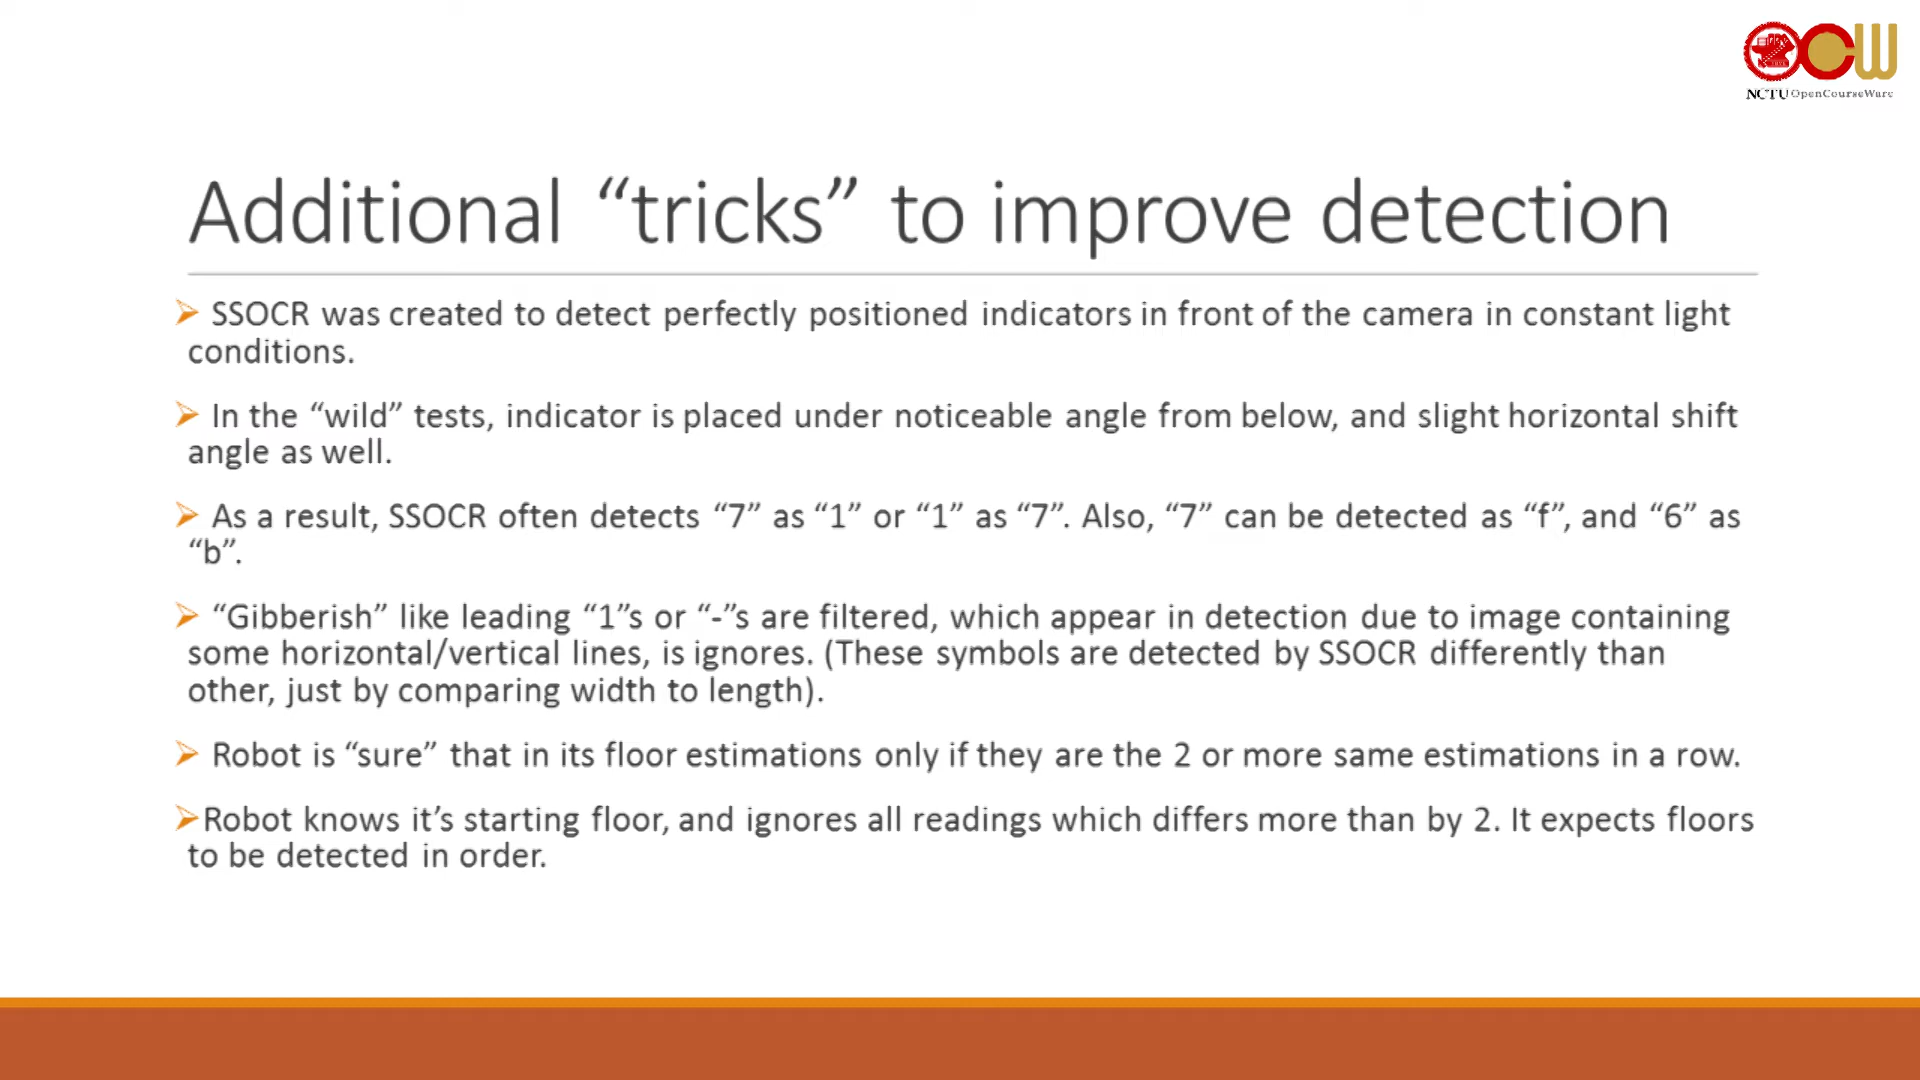 NCTU OpenCourseWare
Additional “tricks” to improve detection
➢ SSOCR was created to detect perfectly positioned indicators in front of the camera in constant light
conditions.
➢ In the “wild” tests, indicator is placed under noticeable angle from below, and slight horizontal shift
angle as well.
➢ As a result, SSOCR often detects “7” as “1” or “1” as “7”. Also, “7” can be detected as “f”, and “6” as
“b”.
➢ “Gibberish” like leading “1”s or “-”s are filtered, which appear in detection due to image containing
some horizontal/vertical lines, is ignores. (These symbols are detected by SSOCR differently than
other, just by comparing width to length).
➢ Robot is “sure” that in its floor estimations only if they are the 2 or more same estimations in a row.
➢Robot knows it’s starting floor, and ignores all readings which differs more than by 2. It expects floors
to be detected in order.